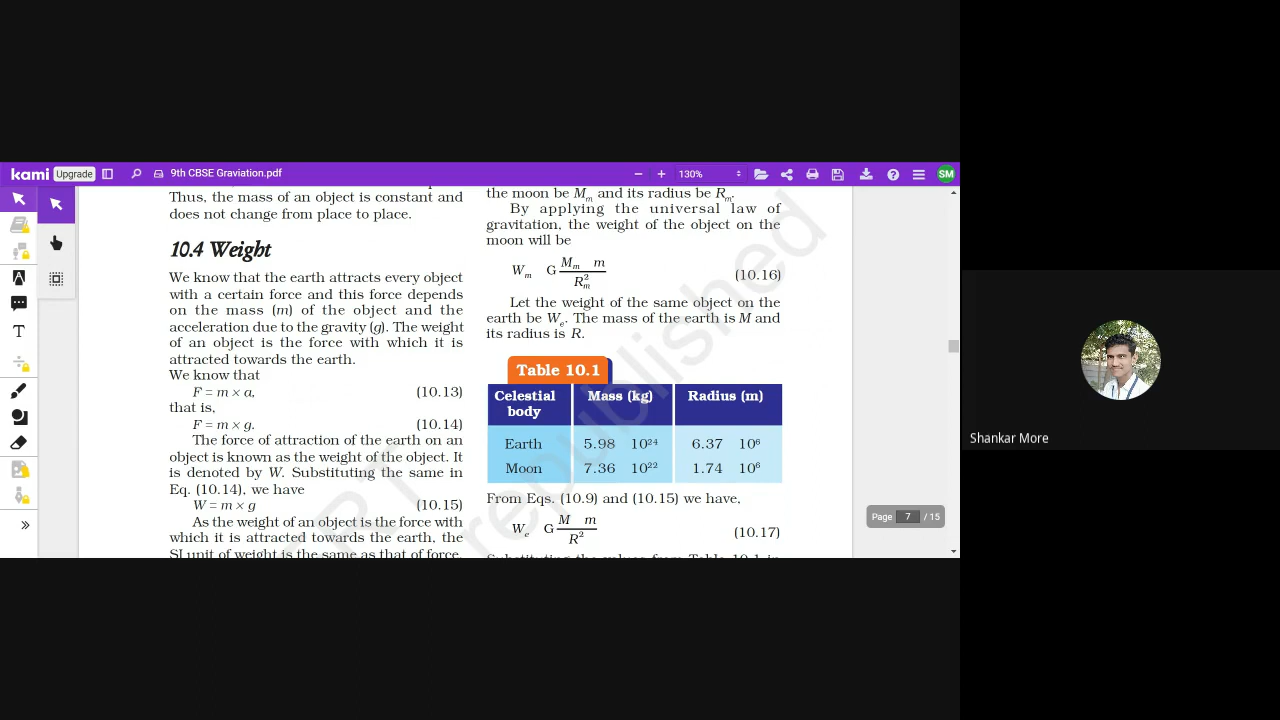 kami Upgrade 9th CBSE Graviation.pdf 130% SM
Thus, the mass of an object is constant and
does not change from place to place.
10.4 Weight
We know that the earth attracts every object
with a certain force and this force depends
on the mass (m) of the object and the
acceleration due to the gravity (g). The weight
of an object is the force with which it is
attracted towards the earth.
We know that
F = m × a, (10.13)
that is,
F = m × g. (10.14)
The force of attraction of the earth on an
object is known as the weight of the object. It
is denoted by W. Substituting the same in
Eq. (10.14), we have
W = m × g (10.15)
As the weight of an object is the force with
which it is attracted towards the earth, the
SI unit of weight is the same as that of force,
the moon be Mm and its radius be Rm.
By applying the universal law of
gravitation, the weight of the object on the
moon will be
Wm G Mm m / R²m (10.16)
Let the weight of the same object on the
earth be We. The mass of the earth is M and
its radius is R.
Table 10.1
Celestial body Mass (kg) Radius (m)
Earth 5.98 10²⁴ 6.37 10⁶
Moon 7.36 10²² 1.74 10⁶
From Eqs. (10.9) and (10.15) we have,
We G M m / R² (10.17)
Substituting the values from Table 10.1 in
republished
Page 7 / 15
Shankar More